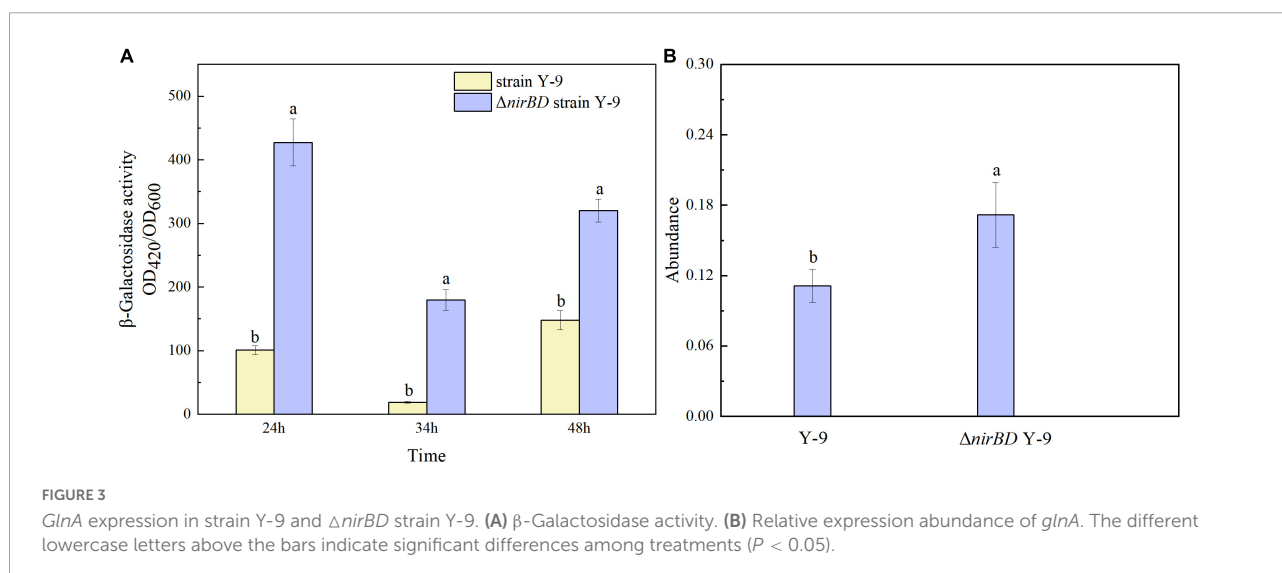 A
B
500
400
300
200
100
0
β-Galactosidase activity
OD420/OD600
strain Y-9
ΔnirBD strain Y-9
b
a
b
a
b
a
24h
34h
48h
Time
0.30
0.24
0.18
0.12
0.06
0.00
Abundance
b
a
Y-9
ΔnirBD Y-9
FIGURE 3
GlnA expression in strain Y-9 and △nirBD strain Y-9. (A) β-Galactosidase activity. (B) Relative expression abundance of glnA. The different
lowercase letters above the bars indicate significant differences among treatments (P < 0.05).